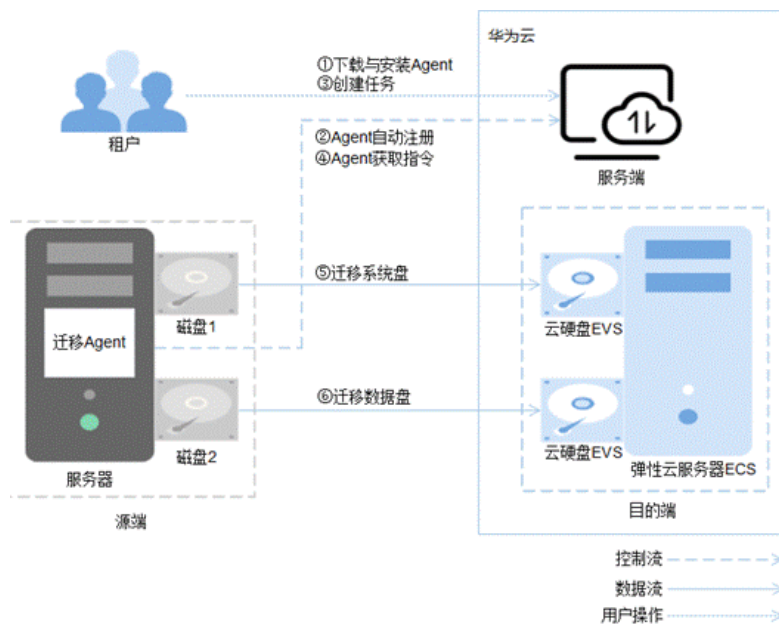 华为云
①下载与安装Agent
③创建任务
租户
②Agent自动注册
④Agent获取指令
服务端
⑤迁移系统盘
磁盘1
云硬盘EVS
迁移Agent
⑥迁移数据盘
磁盘2
云硬盘EVS
服务器
弹性云服务器ECS
源端
目的端
控制流
数据流
用户操作